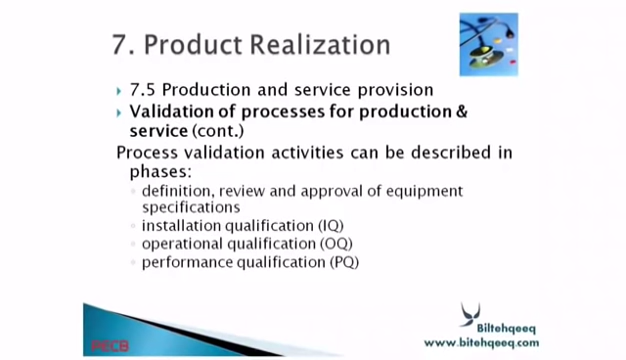 7. Product Realization
7.5 Production and service provision
Validation of processes for production &
service (cont.)
Process validation activities can be described in
phases:
definition, review and approval of equipment
specifications
installation qualification (IQ)
operational qualification (OQ)
performance qualification (PQ)
Biltehqeeq
www.bitehqeeq.com
PECB